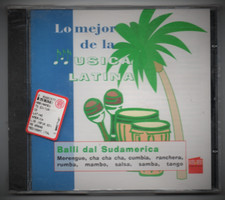 Lo mejor
de la
MUSICA
LATINA
Balli dal Sudamerica
Merengue, cha cha cha, cumbia, ranchera,
rumba, mambo, salsa, samba, tango